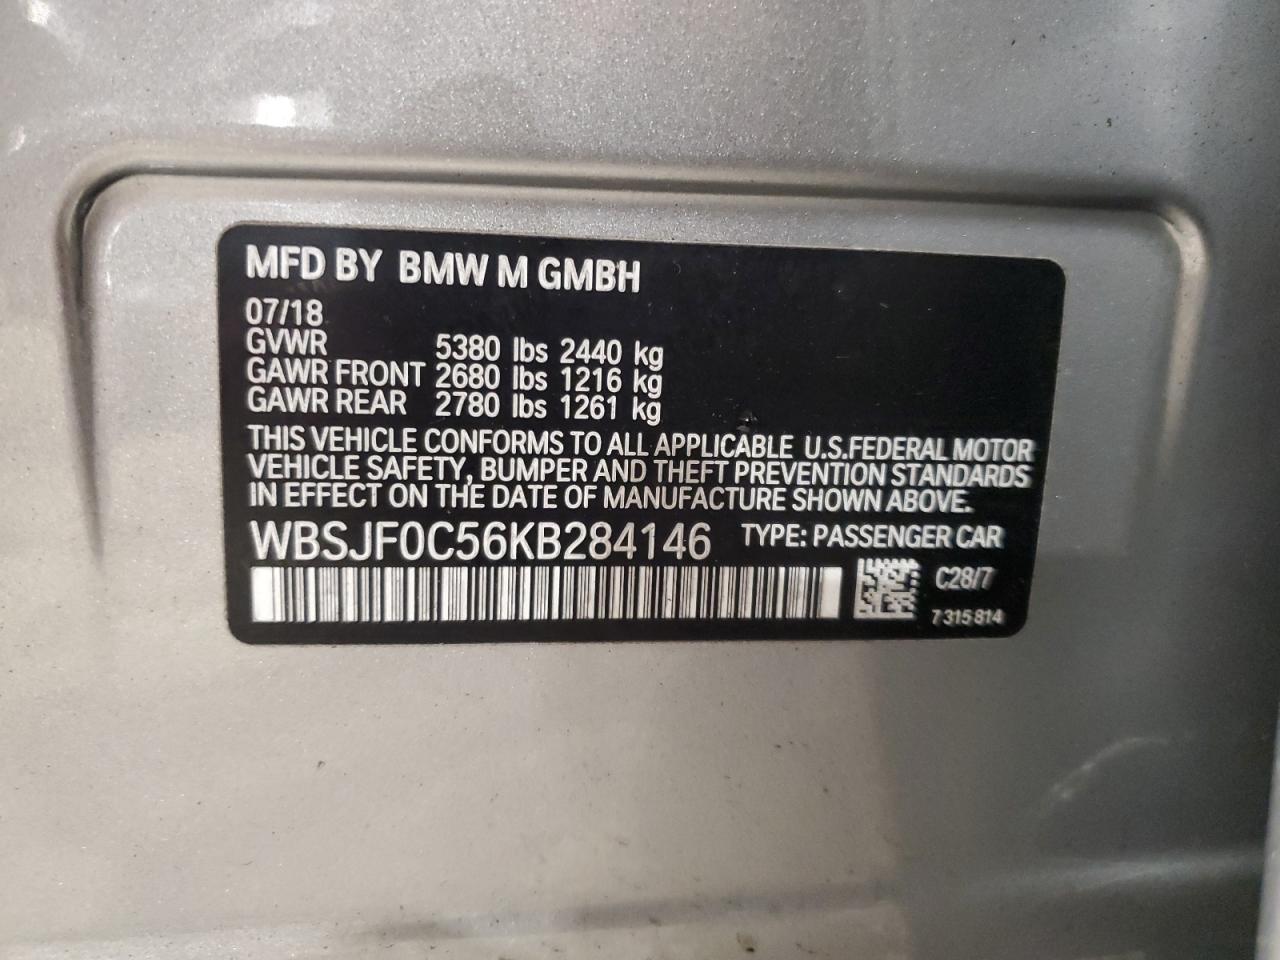 MFD BY BMW M GMBH
07/18
GVWR 5380 lbs 2440 kg
GAWR FRONT 2680 lbs 1216 kg
GAWR REAR 2780 lbs 1261 kg
THIS VEHICLE CONFORMS TO ALL APPLICABLE U.S.FEDERAL MOTOR
VEHICLE SAFETY, BUMPER AND THEFT PREVENTION STANDARDS
IN EFFECT ON THE DATE OF MANUFACTURE SHOWN ABOVE.
WBSJF0C56KB284146 TYPE: PASSENGER CAR
C28/7
7 315 814